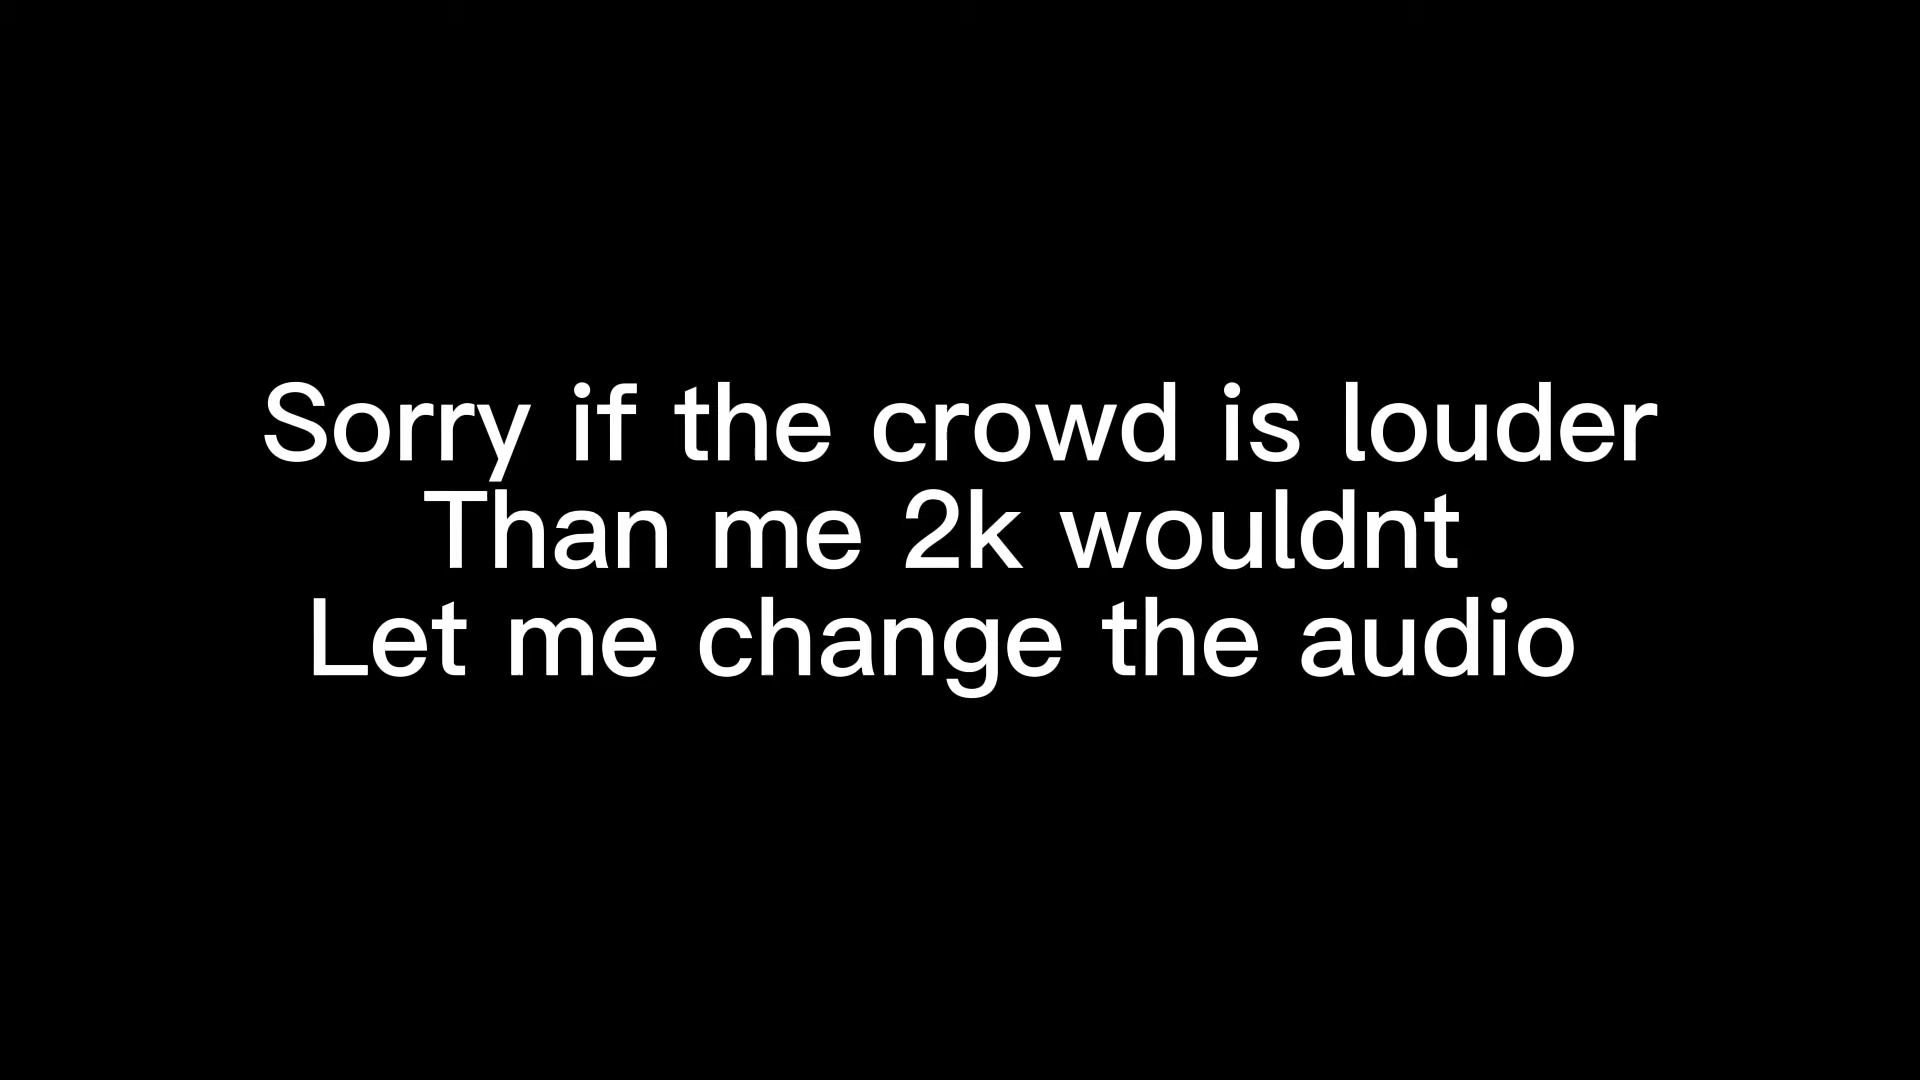 Sorry if the crowd is louder
Than me 2k wouldnt
Let me change the audio